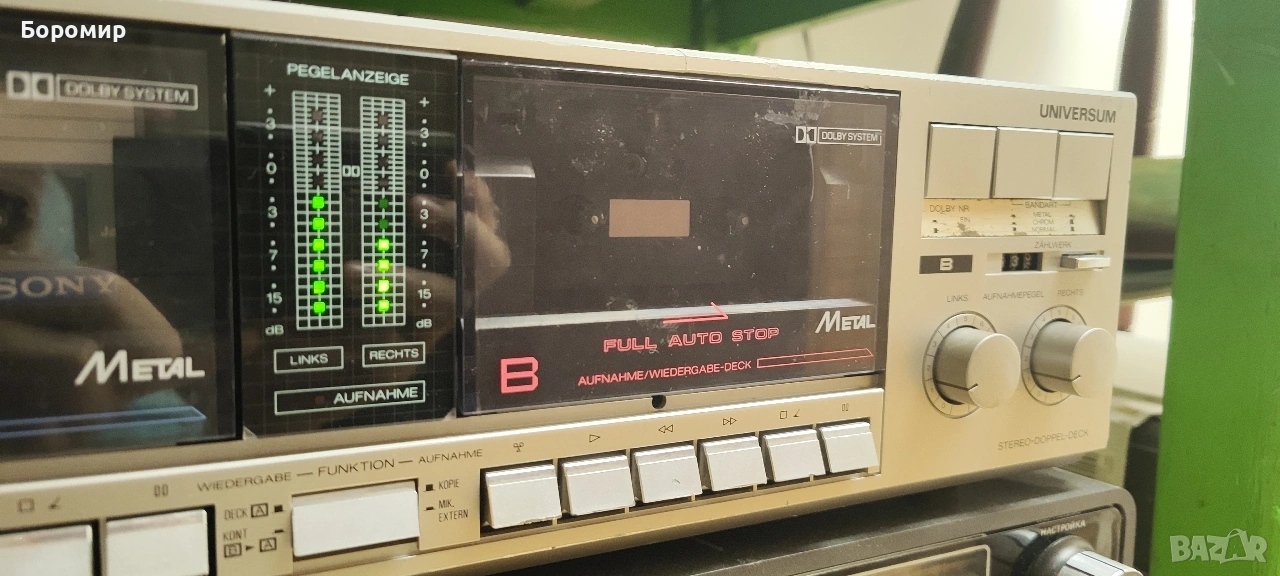 Боромир
DOLBY SYSTEM
PEGELANZEIGE
+ +
3 3
0 0
3 3
7 7
15 15
dB dB
LINKS RECHTS
AUFNAHME
SONY
METAL
DOLBY SYSTEM
METAL
FULL AUTO STOP
B AUFNAHME/WIEDERGABE-DECK
UNIVERSUM
DOLBY NR BANDART
EIN METAL
CHROM
NORMAL
ZÄHLWERK
B
LINKS AUFNAHMEPEGEL RECHTS
STEREO-DOPPEL-DECK
WIEDERGABE — FUNKTION — AUFNAHME
DECK A KOPIE
KONT MIK.
B ► A EXTERN
НАСТРОЙКА
BAZAR